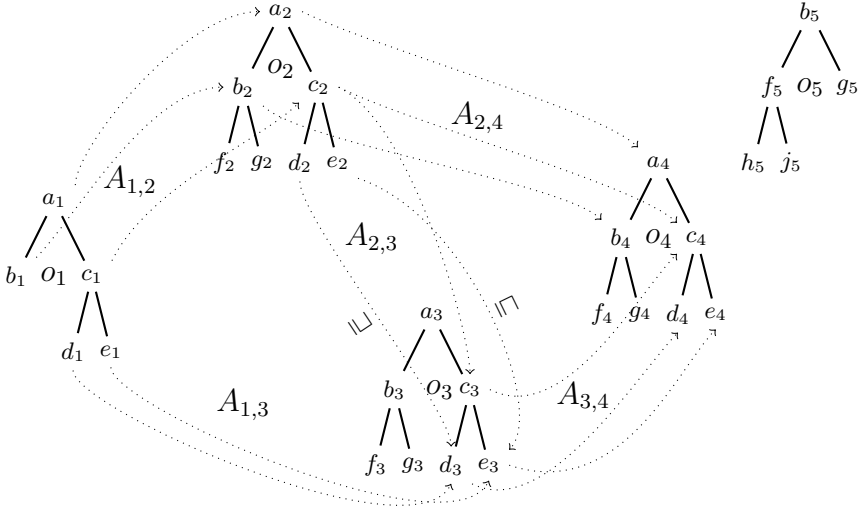 a₂
b₅
o₂
b₂ c₂
f₅ o₅ g₅
A₂,₄
f₂ g₂ d₂ e₂
h₅ j₅
a₄
A₁,₂
a₁
A₂,₃
b₄ o₄ c₄
b₁ o₁ c₁
⊒ a₃ ⊑
f₄ g₄ d₄ e₄
d₁ e₁
b₃ o₃ c₃
A₁,₃ A₃,₄
f₃ g₃ d₃ e₃